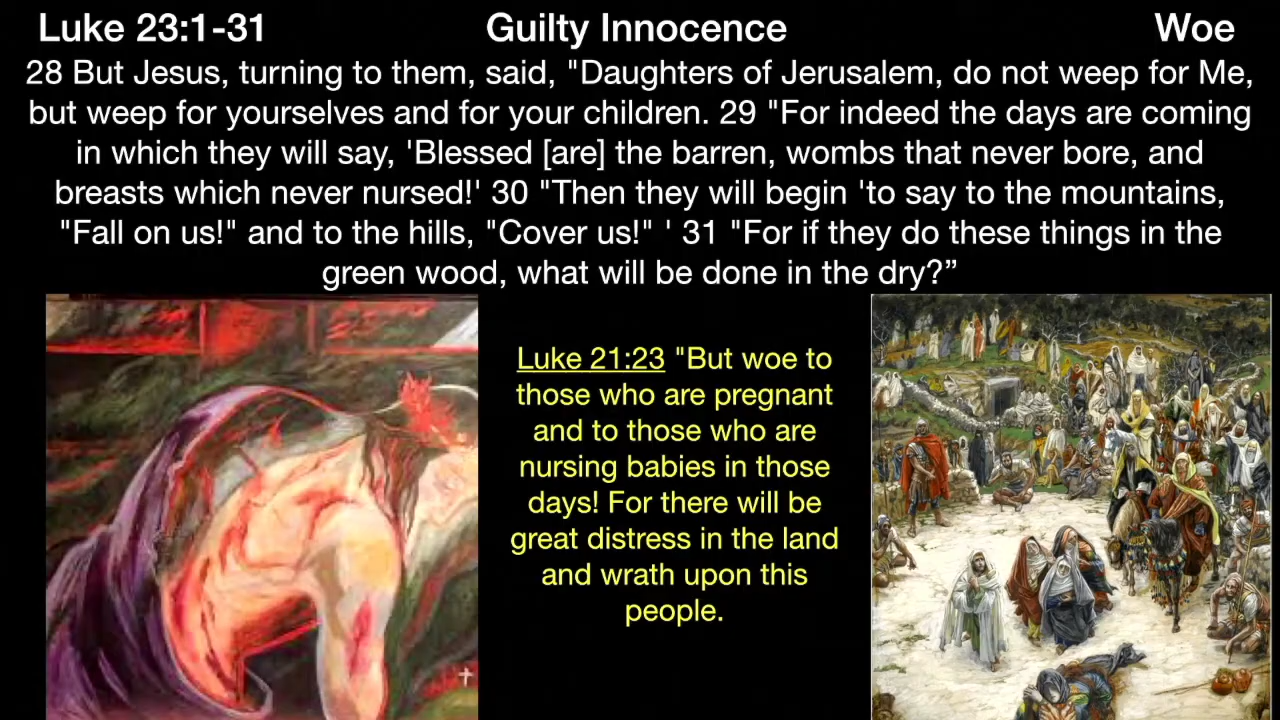 Luke 23:1-31 Guilty Innocence Woe
28 But Jesus, turning to them, said, "Daughters of Jerusalem, do not weep for Me,
but weep for yourselves and for your children. 29 "For indeed the days are coming
in which they will say, 'Blessed [are] the barren, wombs that never bore, and
breasts which never nursed!' 30 "Then they will begin 'to say to the mountains,
"Fall on us!" and to the hills, "Cover us!" ' 31 "For if they do these things in the
green wood, what will be done in the dry?”
Luke 21:23 "But woe to
those who are pregnant
and to those who are
nursing babies in those
days! For there will be
great distress in the land
and wrath upon this
people.